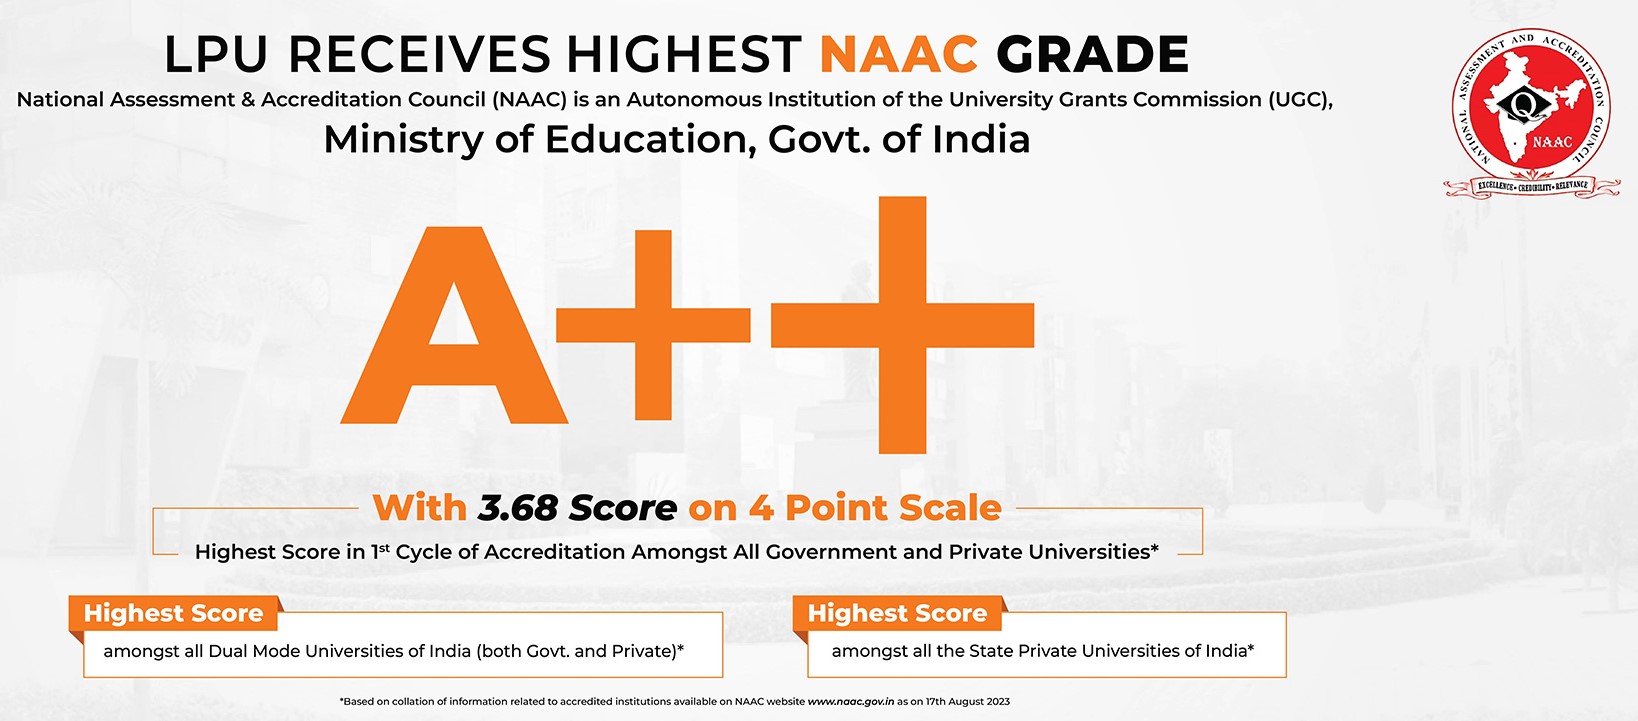 LPU RECEIVES HIGHEST NAAC GRADE
National Assessment & Accreditation Council (NAAC) is an Autonomous Institution of the University Grants Commission (UGC),
Ministry of Education, Govt. of India
NATIONAL ASSESSMENT AND ACCREDITATION COUNCIL
Q
NAAC
EXCELLENCE • CREDIBILITY • RELEVANCE
A++
With 3.68 Score on 4 Point Scale
Highest Score in 1st Cycle of Accreditation Amongst All Government and Private Universities*
Highest Score
amongst all Dual Mode Universities of India (both Govt. and Private)*
Highest Score
amongst all the State Private Universities of India*
*Based on collation of information related to accredited institutions available on NAAC website www.naac.gov.in as on 17th August 2023